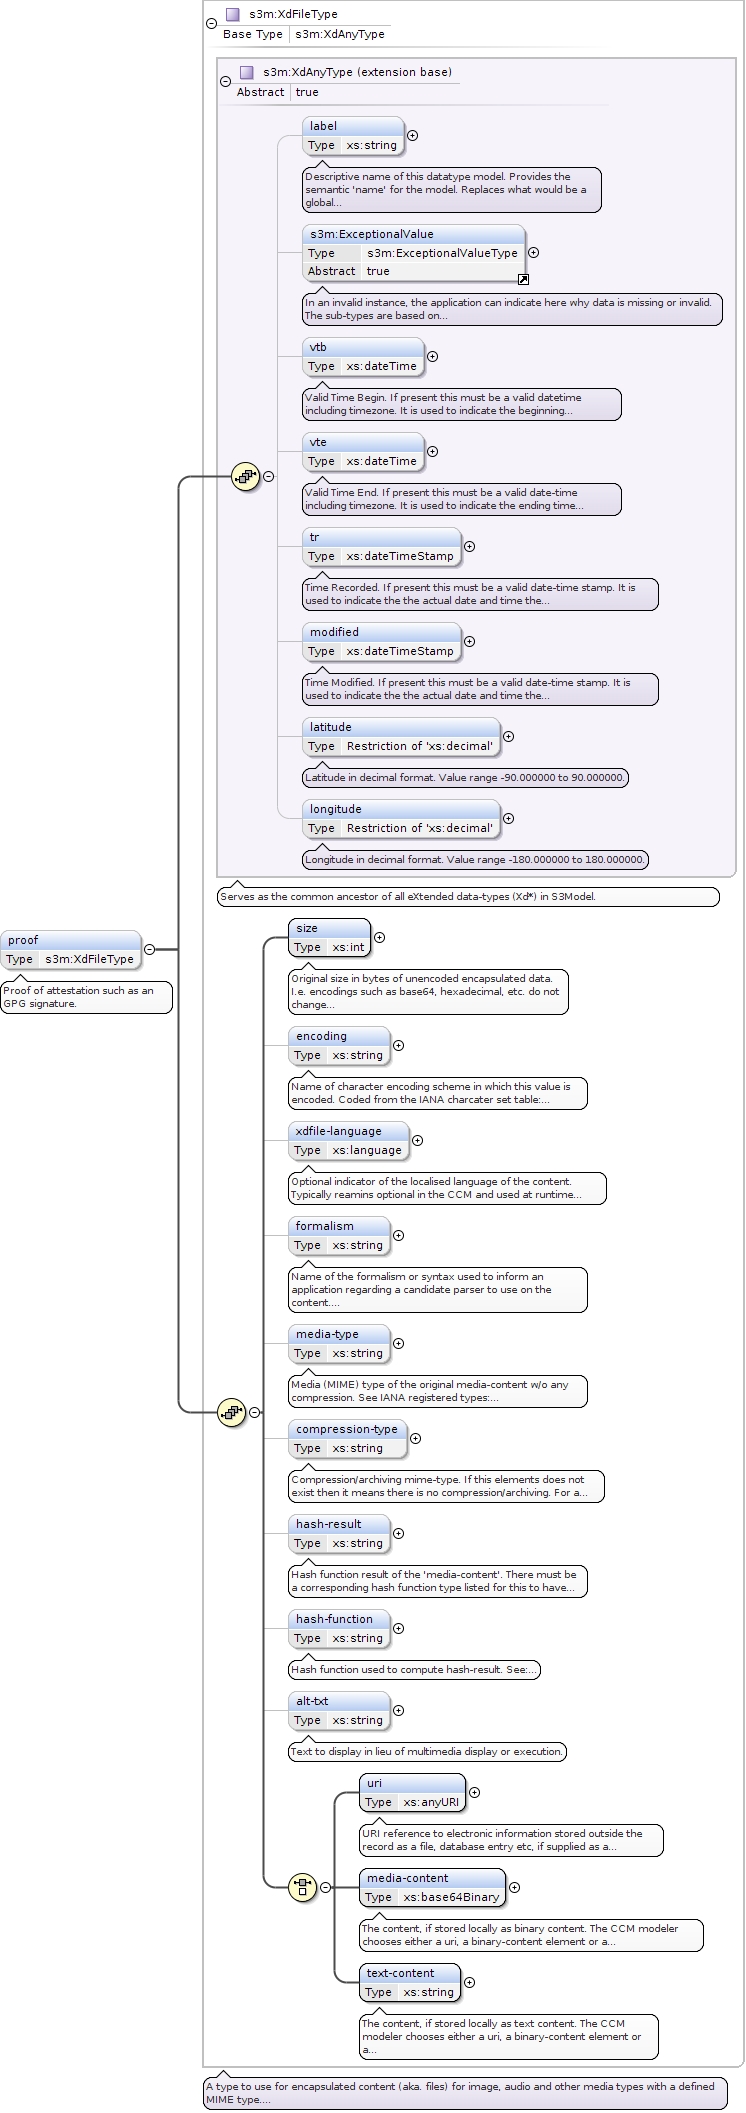 s3m:XdFileType
Base Type s3m:XdAnyType
s3m:XdAnyType (extension base)
Abstract true
label
Type xs:string
Descriptive name of this datatype model. Provides the
semantic 'name' for the model. Replaces what would be a
global...
s3m:ExceptionalValue
Type s3m:ExceptionalValueType
Abstract true
In an invalid instance, the application can indicate here why data is missing or invalid.
The sub-types are based on...
vtb
Type xs:dateTime
Valid Time Begin. If present this must be a valid datetime
including timezone. It is used to indicate the beginning...
vte
Type xs:dateTime
Valid Time End. If present this must be a valid date-time
including timezone. It is used to indicate the ending time...
tr
Type xs:dateTimeStamp
Time Recorded. If present this must be a valid date-time stamp. It is
used to indicate the the actual date and time the...
modified
Type xs:dateTimeStamp
Time Modified. If present this must be a valid date-time stamp. It is
used to indicate the the actual date and time the...
latitude
Type Restriction of 'xs:decimal'
Latitude in decimal format. Value range -90.000000 to 90.000000.
longitude
Type Restriction of 'xs:decimal'
Longitude in decimal format. Value range -180.000000 to 180.000000.
Serves as the common ancestor of all eXtended data-types (Xd*) in S3Model.
proof
Type s3m:XdFileType
Proof of attestation such as an
GPG signature.
size
Type xs:int
Original size in bytes of unencoded encapsulated data.
I.e. encodings such as base64, hexadecimal, etc. do not
change...
encoding
Type xs:string
Name of character encoding scheme in which this value is
encoded. Coded from the IANA charcater set table:...
xdfile-language
Type xs:language
Optional indicator of the localised language of the content.
Typically reamins optional in the CCM and used at runtime...
formalism
Type xs:string
Name of the formalism or syntax used to inform an
application regarding a candidate parser to use on the
content....
media-type
Type xs:string
Media (MIME) type of the original media-content w/o any
compression. See IANA registered types:...
compression-type
Type xs:string
Compression/archiving mime-type. If this elements does not
exist then it means there is no compression/archiving. For a...
hash-result
Type xs:string
Hash function result of the 'media-content'. There must be
a corresponding hash function type listed for this to have...
hash-function
Type xs:string
Hash function used to compute hash-result. See:...
alt-txt
Type xs:string
Text to display in lieu of multimedia display or execution.
uri
Type xs:anyURI
URI reference to electronic information stored outside the
record as a file, database entry etc, if supplied as a...
media-content
Type xs:base64Binary
The content, if stored locally as binary content. The CCM modeler
chooses either a uri, a binary-content element or a...
text-content
Type xs:string
The content, if stored locally as text content. The CCM
modeler chooses either a uri, a binary-content element or
a...
A type to use for encapsulated content (aka. files) for image, audio and other media types with a defined
MIME type....